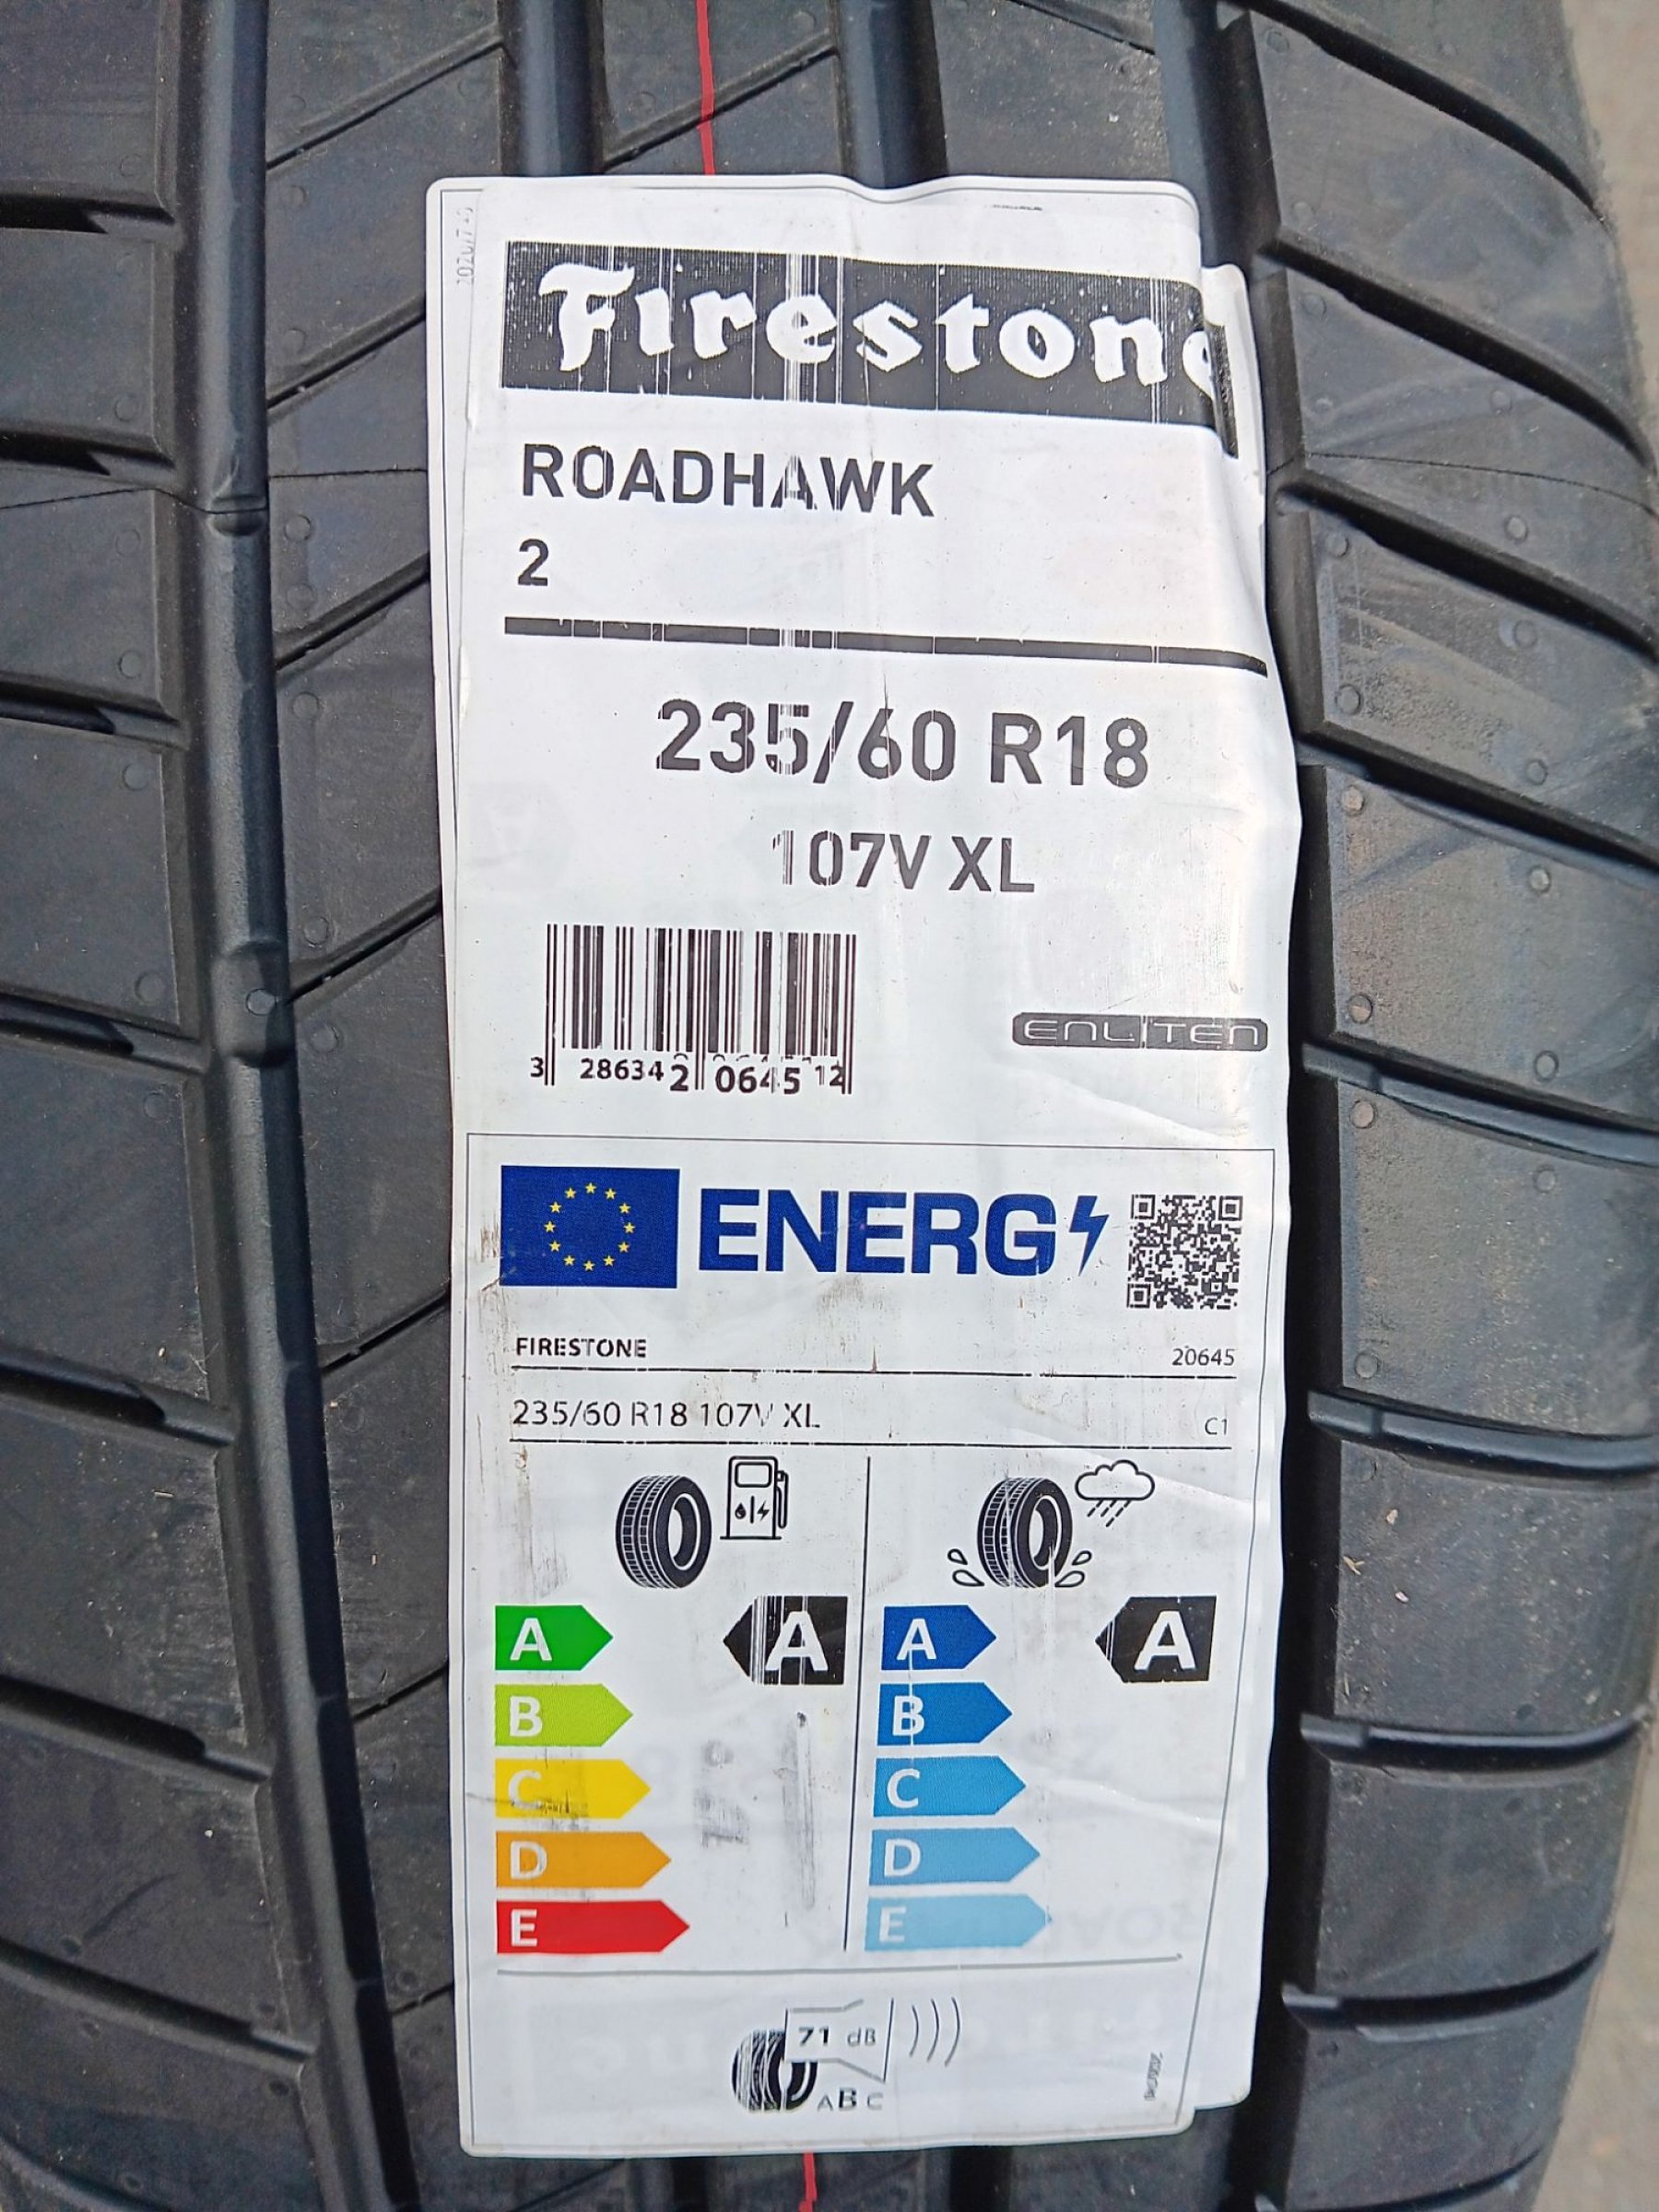 Firestone
ROADHAWK
2
235/60 R18
107V XL
3 286342 064512
ENLITEN
ENERG
FIRESTONE 20645
235/60 R18 107V XL C1
A A A A
B B
C C
D D
E E
71 dB
ABC